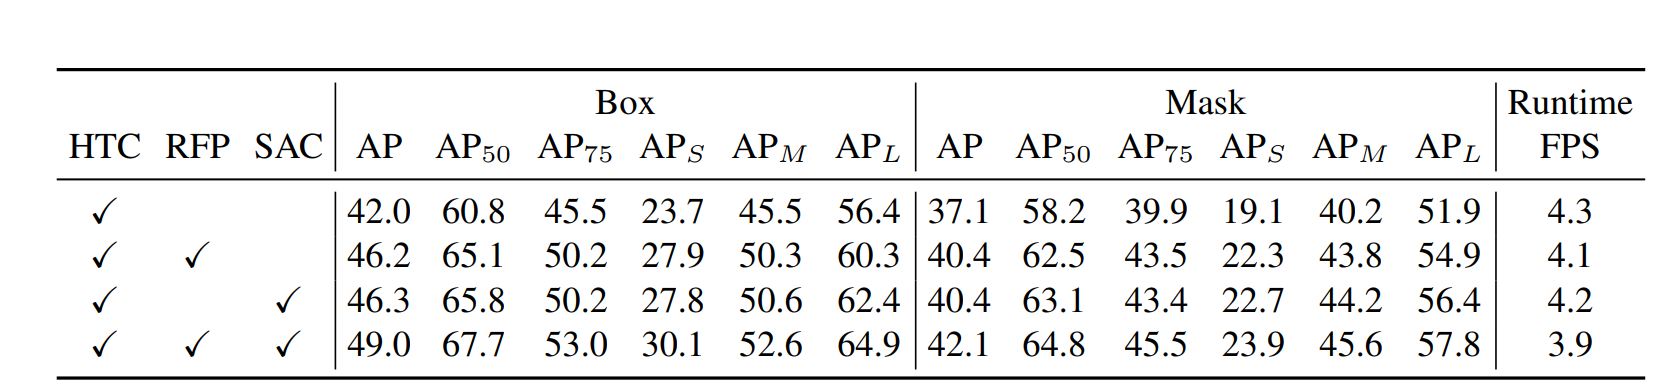 Box Mask Runtime
HTC RFP SAC AP AP50 AP75 APS APM APL AP AP50 AP75 APS APM APL FPS
✓ 42.0 60.8 45.5 23.7 45.5 56.4 37.1 58.2 39.9 19.1 40.2 51.9 4.3
✓ ✓ 46.2 65.1 50.2 27.9 50.3 60.3 40.4 62.5 43.5 22.3 43.8 54.9 4.1
✓ ✓ 46.3 65.8 50.2 27.8 50.6 62.4 40.4 63.1 43.4 22.7 44.2 56.4 4.2
✓ ✓ ✓ 49.0 67.7 53.0 30.1 52.6 64.9 42.1 64.8 45.5 23.9 45.6 57.8 3.9